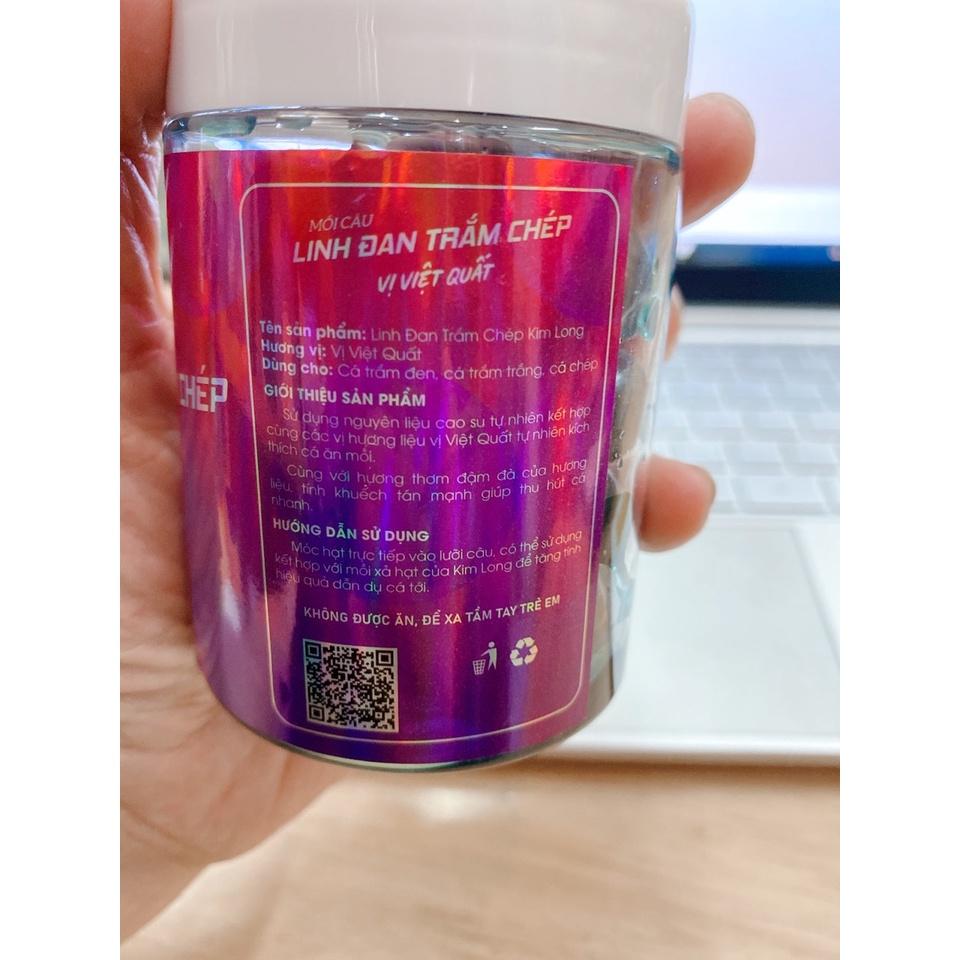 MỒI CÂU
LINH ĐAN TRẮM CHÉP
VỊ VIỆT QUẤT
Tên sản phẩm: Linh Đan Trắm Chép Kim Long
Hương vị: Vị Việt Quất
Dùng cho: Cá trắm đen, cá trắm trắng, cá chép
GIỚI THIỆU SẢN PHẨM
Sử dụng nguyên liệu cao su tự nhiên kết hợp
cùng các vị hương liệu vị Việt Quất tự nhiên kích
thích cá ăn mồi.
Cùng với hương thơm đậm đà của hương
liệu, tính khuếch tán mạnh giúp thu hút cá
nhanh.
HƯỚNG DẪN SỬ DỤNG
Móc hạt trực tiếp vào lưỡi câu, có thể sử dụng
kết hợp với mồi xả hạt của Kim Long để tăng tính
hiệu quả dẫn dụ cá tới.
KHÔNG ĐƯỢC ĂN, ĐỂ XA TẦM TAY TRẺ EM
CHÉP